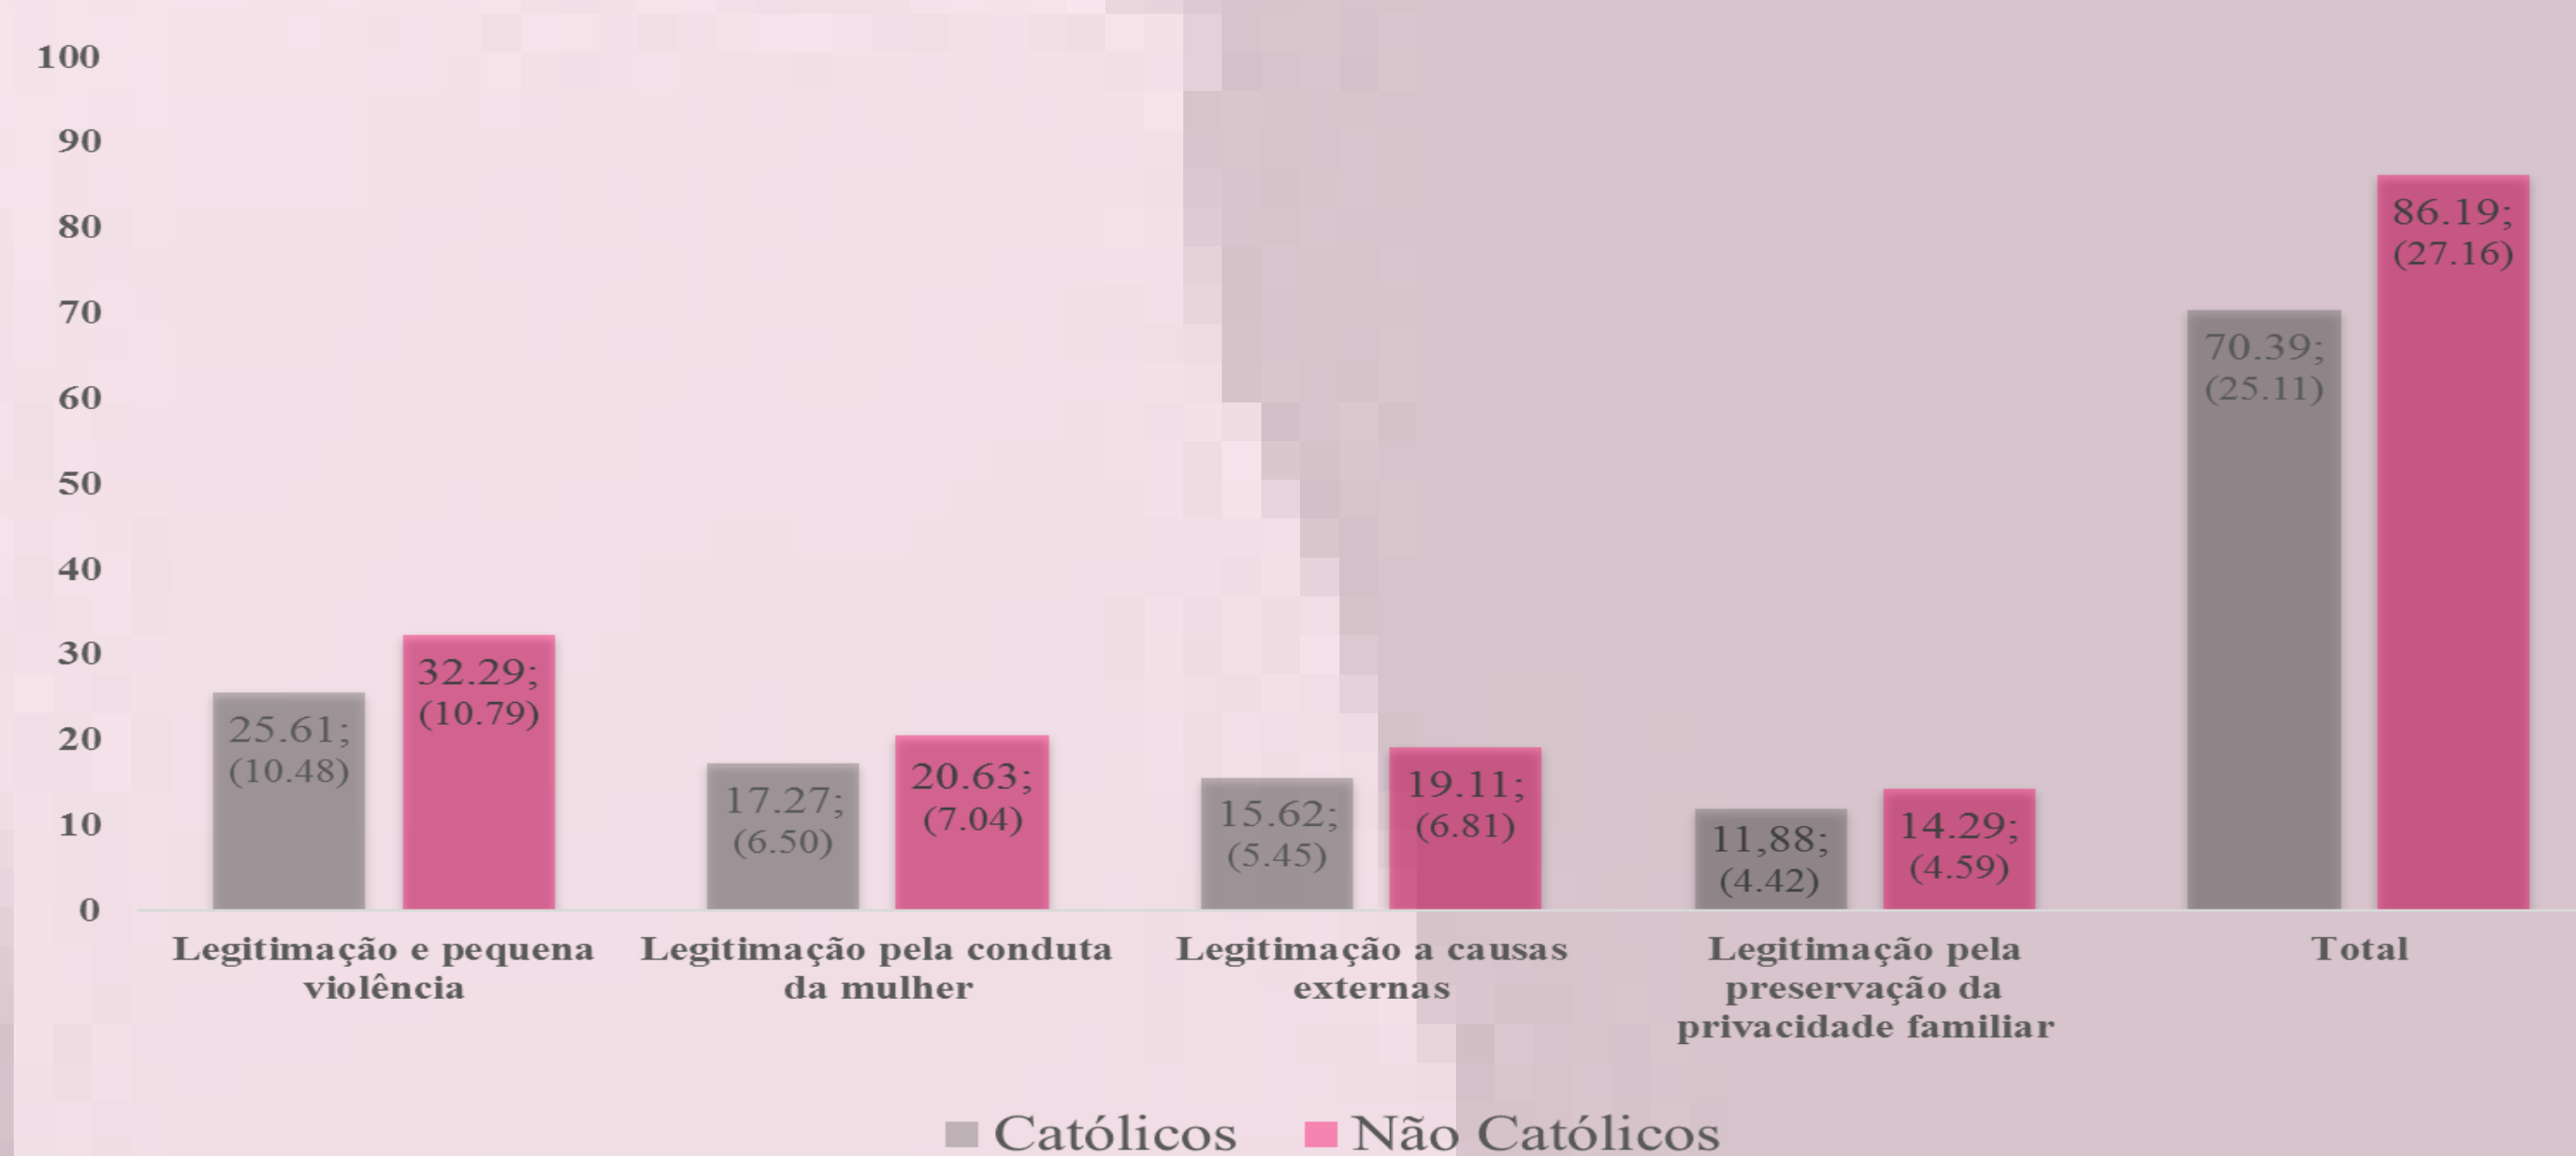 100
90
80
70
60
50
40
30
20
10
0
25.61;
(10.48)
32.29;
(10.79)
17.27;
(6.50)
20.63;
(7.04)
15.62;
(5.45)
19.11;
(6.81)
11,88;
(4.42)
14.29;
(4.59)
70.39;
(25.11)
86.19;
(27.16)
Legitimação e pequena
violência
Legitimação pela conduta
da mulher
Legitimação a causas
externas
Legitimação pela
preservação da
privacidade familiar
Total
Católicos
Não Católicos